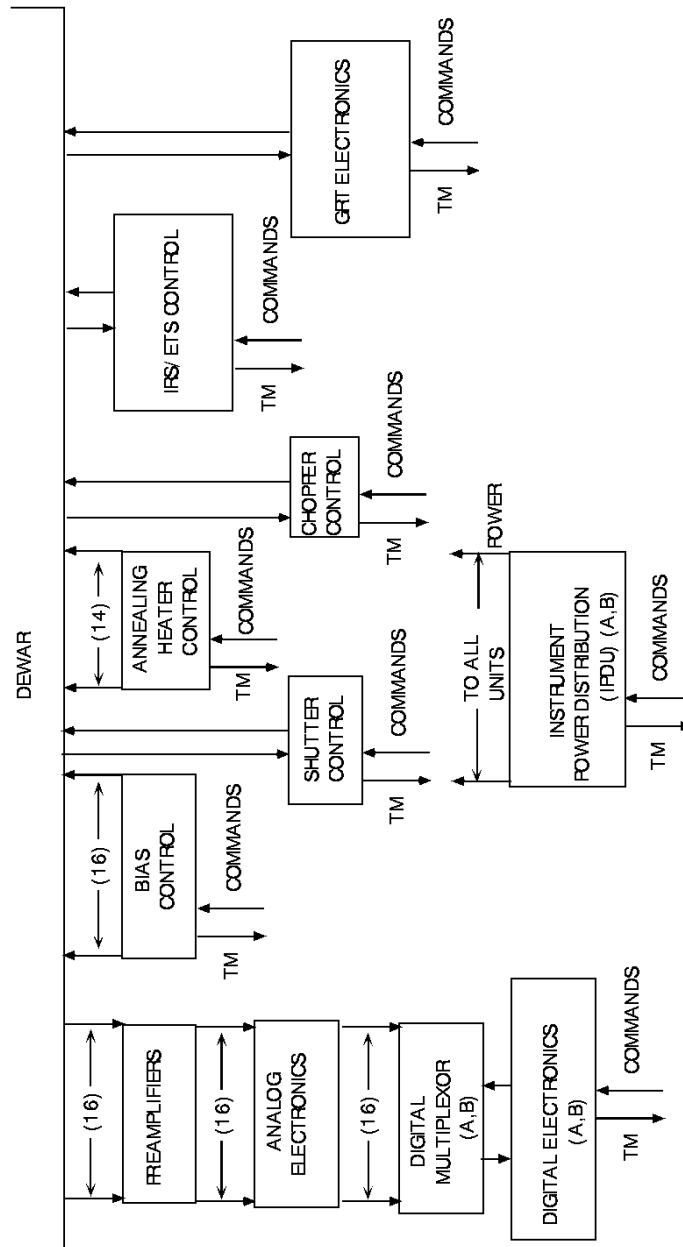 DEWAR
(16)
PREAMPLIFIERS
(16)
ANALOG
ELECTRONICS
(16)
DIGITAL
MULTIPLEXOR
(A,B)
DIGITAL ELECTRONICS
(A,B)
TM
COMMANDS
(16)
BIAS
CONTROL
TM
COMMANDS
SHUTTER
CONTROL
TM
COMMANDS
(14)
ANNEALING
HEATER
CONTROL
TM
COMMANDS
CHOPPER
CONTROL
TM
COMMANDS
TO ALL
UNITS
POWER
INSTRUMENT
POWER DISTRIBUTION
(IPDU) (A,B)
TM
COMMANDS
IRS/ETS CONTROL
TM
COMMANDS
GRT ELECTRONICS
TM
COMMANDS